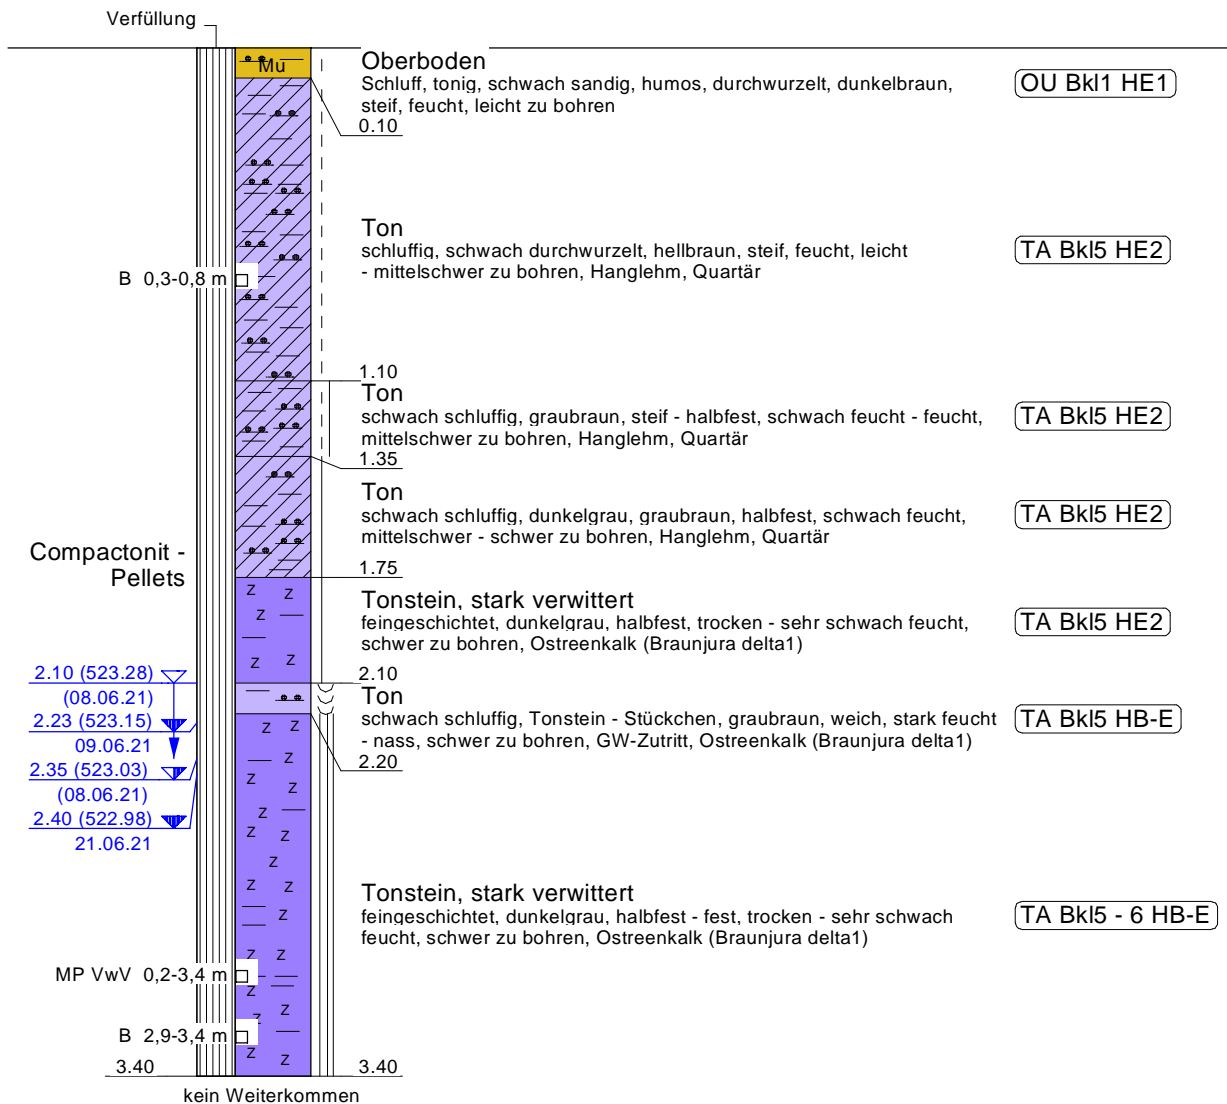 Verfüllung
Mu
Oberboden
Schluff, tonig, schwach sandig, humos, durchwurzelt, dunkelbraun,
steif, feucht, leicht zu bohren
0.10
OU Bkl1 HE1
Ton
schluffig, schwach durchwurzelt, hellbraun, steif, feucht, leicht
- mittelschwer zu bohren, Hanglehm, Quartär
TA Bkl5 HE2
B 0,3-0,8 m
1.10
Ton
schwach schluffig, graubraun, steif - halbfest, schwach feucht - feucht,
mittelschwer zu bohren, Hanglehm, Quartär
TA Bkl5 HE2
1.35
Ton
schwach schluffig, dunkelgrau, graubraun, halbfest, schwach feucht,
mittelschwer - schwer zu bohren, Hanglehm, Quartär
TA Bkl5 HE2
1.75
Compactonit -
Pellets
Tonstein, stark verwittert
feingeschichtet, dunkelgrau, halbfest, trocken - sehr schwach feucht,
schwer zu bohren, Ostreenkalk (Braunjura delta1)
TA Bkl5 HE2
2.10
2.10 (523.28)
(08.06.21)
2.23 (523.15)
09.06.21
2.35 (523.03)
(08.06.21)
2.40 (522.98)
21.06.21
Ton
schwach schluffig, Tonstein - Stückchen, graubraun, weich, stark feucht
- nass, schwer zu bohren, GW-Zutritt, Ostreenkalk (Braunjura delta1)
TA Bkl5 HB-E
2.20
Tonstein, stark verwittert
feingeschichtet, dunkelgrau, halbfest - fest, trocken - sehr schwach
feucht, schwer zu bohren, Ostreenkalk (Braunjura delta1)
TA Bkl5 - 6 HB-E
MP VwV 0,2-3,4 m
B 2,9-3,4 m
3.40
3.40
kein Weiterkommen